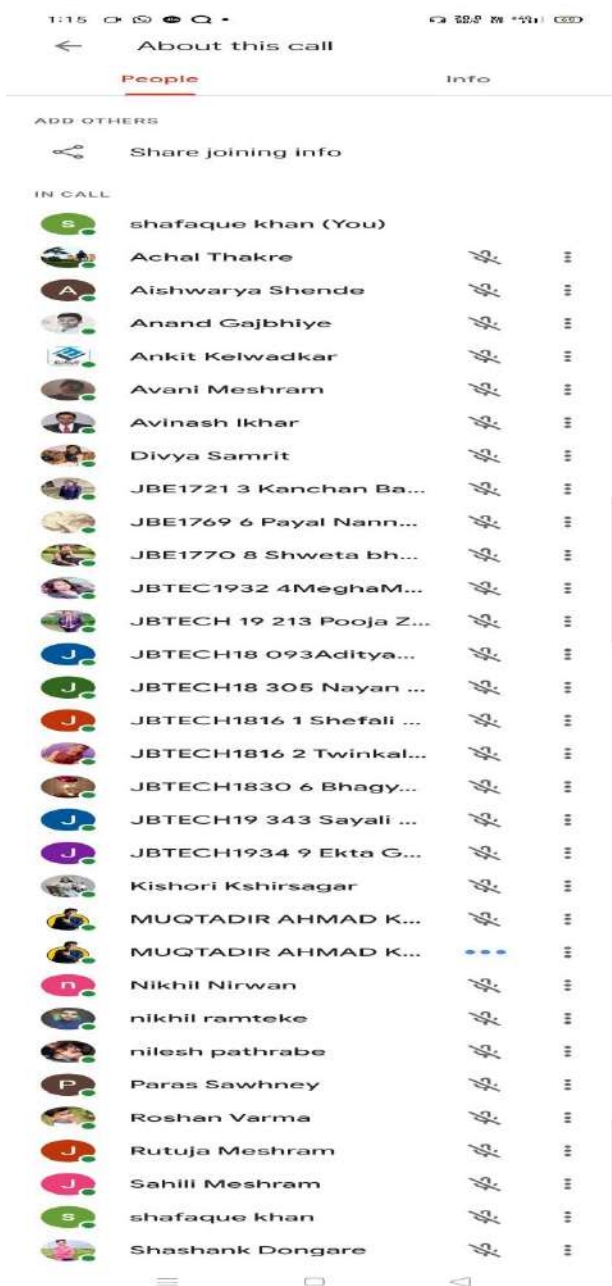 1:15
About this call
People Info
ADD OTHERS
Share joining info
IN CALL
S shafaque khan (You)
Achal Thakre
A Aishwarya Shende
Anand Gajbhiye
Ankit Kelwadkar
Avani Meshram
Avinash Ikhar
Divya Samrit
JBE1721 3 Kanchan Ba...
JBE1769 6 Payal Nann...
JBE1770 8 Shweta bh...
JBTEC1932 4MeghaM...
JBTECH 19 213 Pooja Z...
J JBTECH18 093Aditya...
J JBTECH18 305 Nayan ...
J JBTECH1816 1 Shefali ...
JBTECH1816 2 Twinkal...
JBTECH1830 6 Bhagy...
J JBTECH19 343 Sayali ...
J JBTECH1934 9 Ekta G...
Kishori Kshirsagar
MUQTADIR AHMAD K...
MUQTADIR AHMAD K...
n Nikhil Nirwan
nikhil ramteke
nilesh pathrabe
P Paras Sawhney
Roshan Varma
J Rutuja Meshram
J Sahili Meshram
S shafaque khan
Shashank Dongare